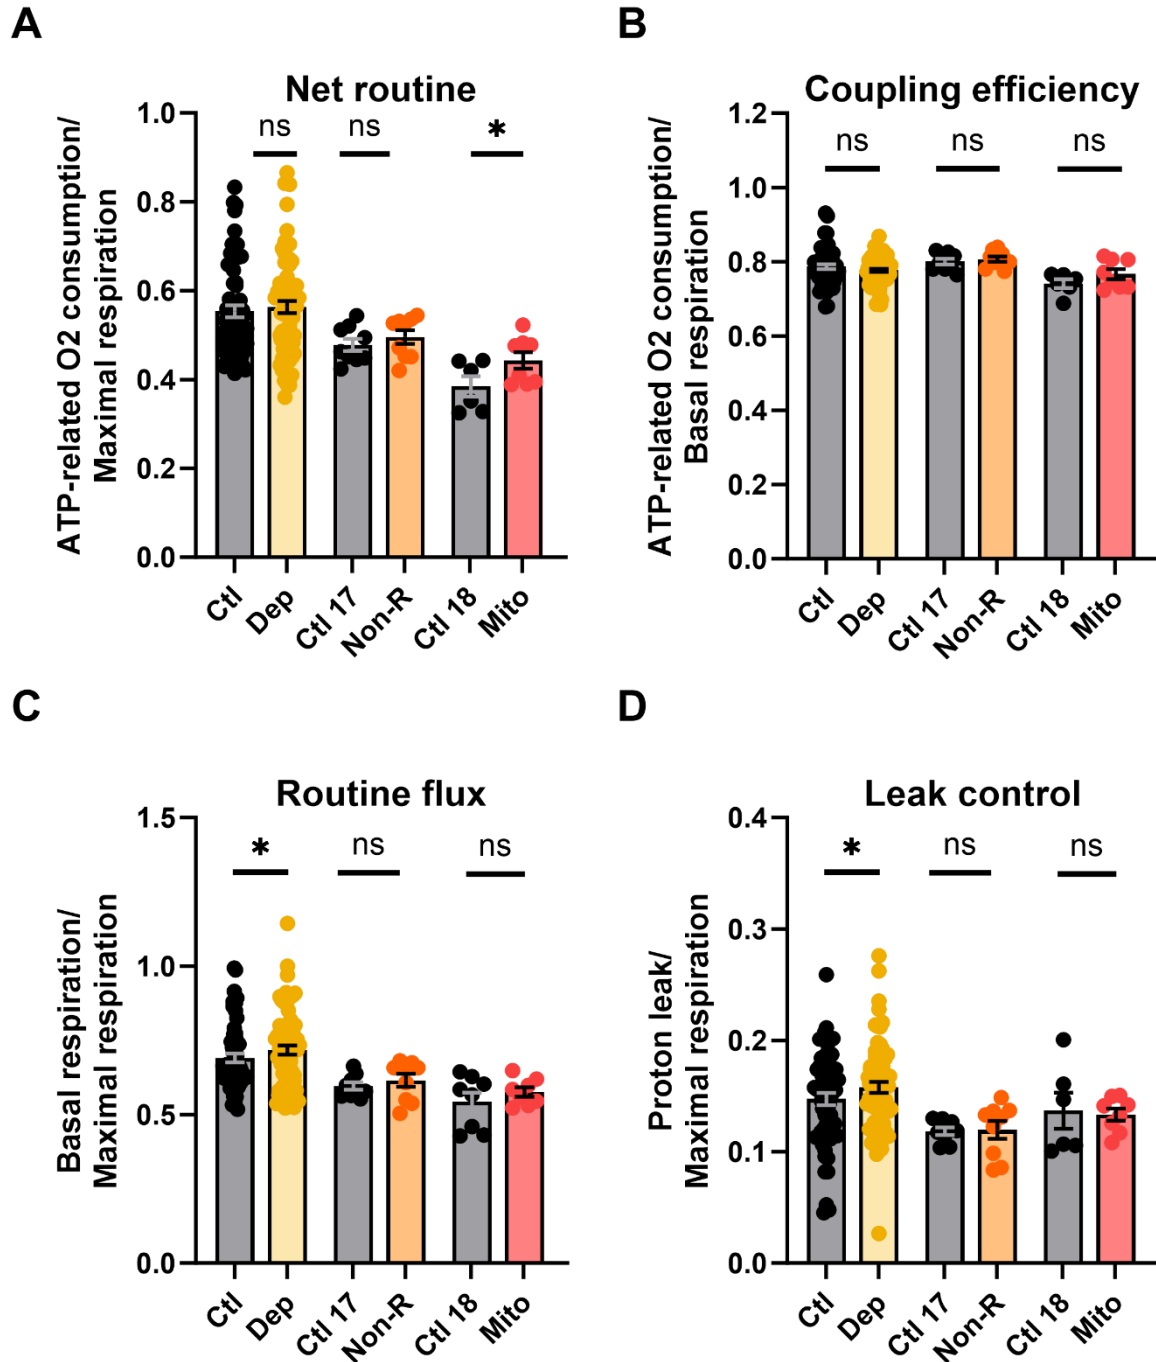 A
Net routine
ATP-related O2 consumption/
Maximal respiration
1.0
0.8
0.6
0.4
0.2
0.0
ns
ns
*
Ctl
Dep
Ctl 17
Non-R
Ctl 18
Mito
B
Coupling efficiency
ATP-related O2 consumption/
Basal respiration
1.2
1.0
0.8
0.6
0.4
0.2
0.0
ns
ns
ns
Ctl
Dep
Ctl 17
Non-R
Ctl 18
Mito
C
Routine flux
Basal respiration/
Maximal respiration
1.5
1.0
0.5
0.0
*
ns
ns
Ctl
Dep
Ctl 17
Non-R
Ctl 18
Mito
D
Leak control
Proton leak/
Maximal respiration
0.4
0.3
0.2
0.1
0.0
*
ns
ns
Ctl
Dep
Ctl 17
Non-R
Ctl 18
Mito